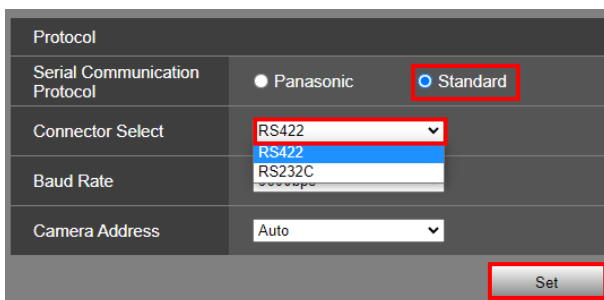 Protocol
Serial Communication
Protocol
Panasonic
Standard
Connector Select
RS422
RS422
RS232C
Baud Rate
Camera Address
Auto
Set